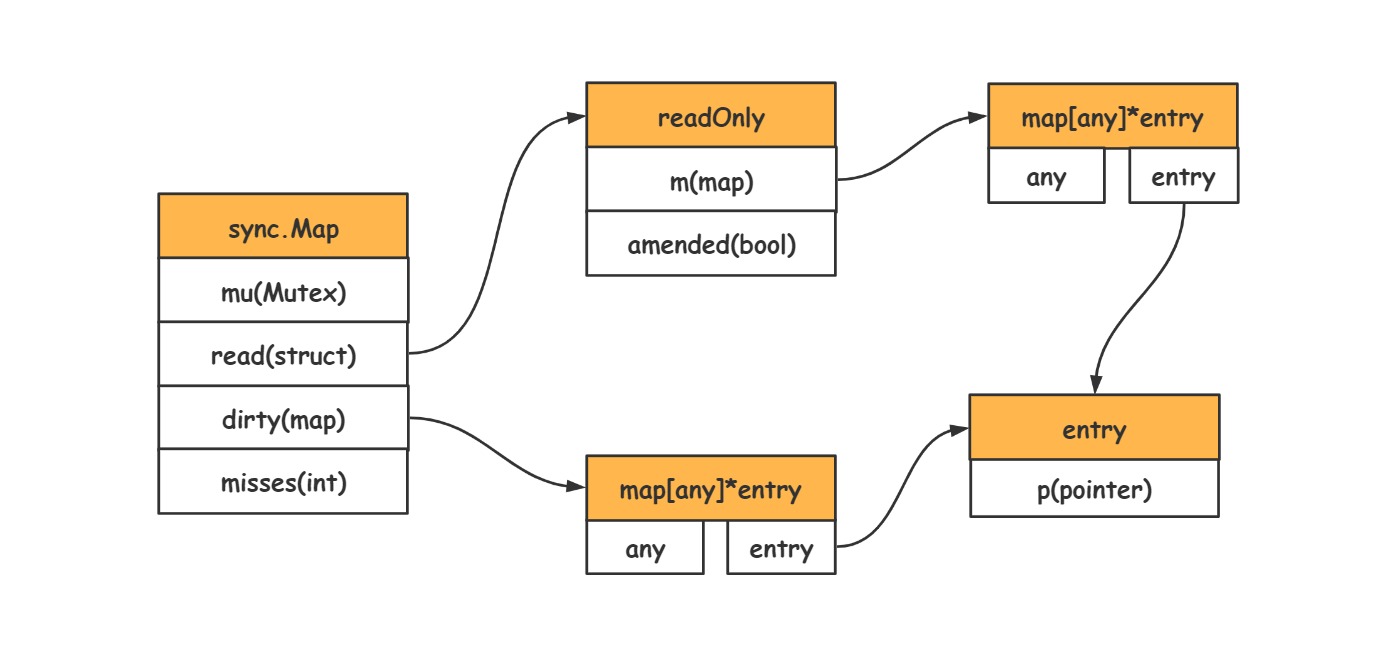 sync.Map
mu(Mutex)
read(struct)
dirty(map)
misses(int)
readOnly
m(map)
amended(bool)
map[any]*entry
any
entry
map[any]*entry
any
entry
entry
p(pointer)